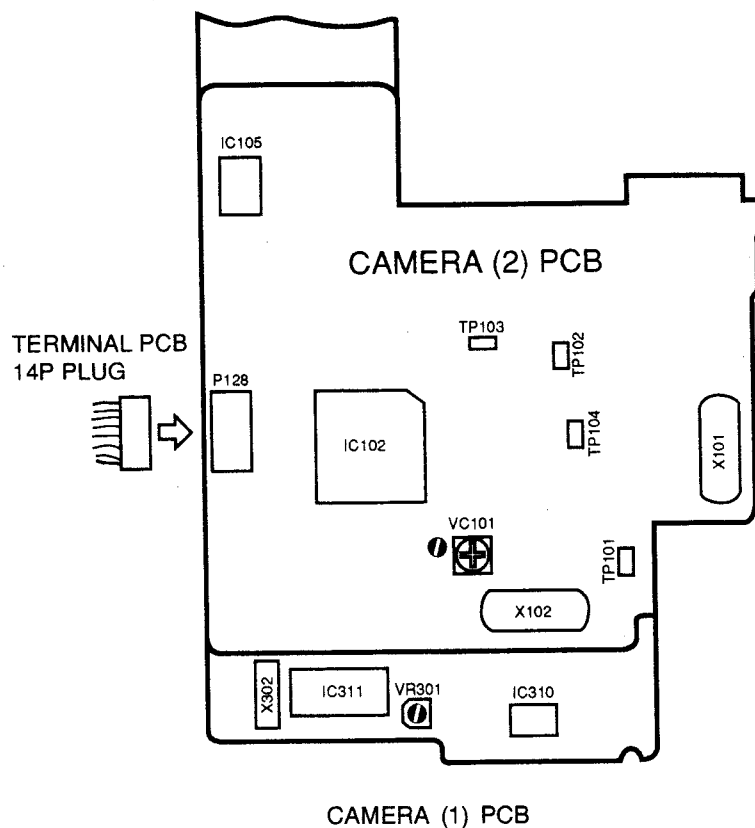 IC105
CAMERA (2) PCB
TP103
TP102
TERMINAL PCB
14P PLUG
P128
IC102
TP104
X101
VC101
TP101
X102
X302
IC311
VR301
IC310
CAMERA (1) PCB